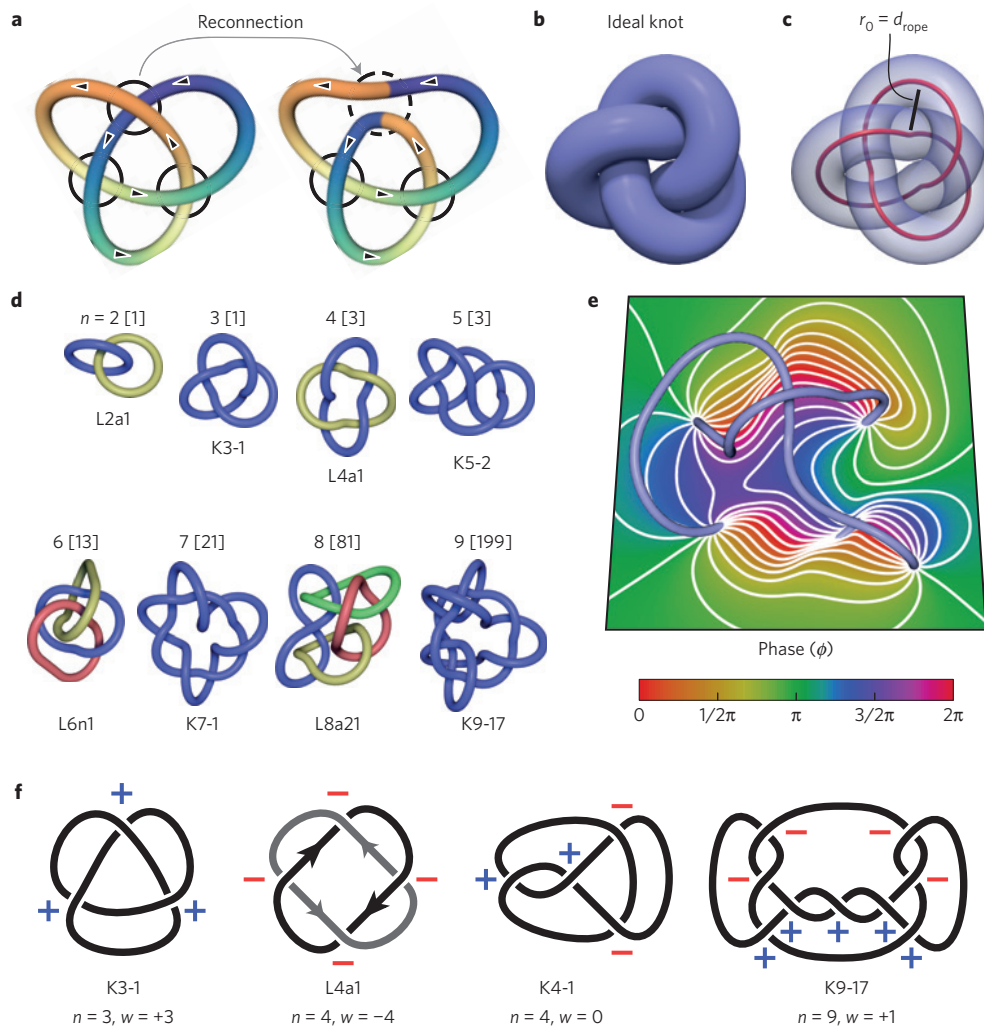 a
Reconnection
b
Ideal knot
c
r₀ = d_rope
d
n = 2 [1]
3 [1]
4 [3]
5 [3]
L2a1
K3-1
L4a1
K5-2
6 [13]
7 [21]
8 [81]
9 [199]
L6n1
K7-1
L8a21
K9-17
e
Phase (ϕ)
0
1/2π
π
3/2π
2π
f
+
+
+
−
−
−
−
−
+
+
−
−
−
−
−
+
+
+
+
+
K3-1
L4a1
K4-1
K9-17
n = 3, w = +3
n = 4, w = −4
n = 4, w = 0
n = 9, w = +1